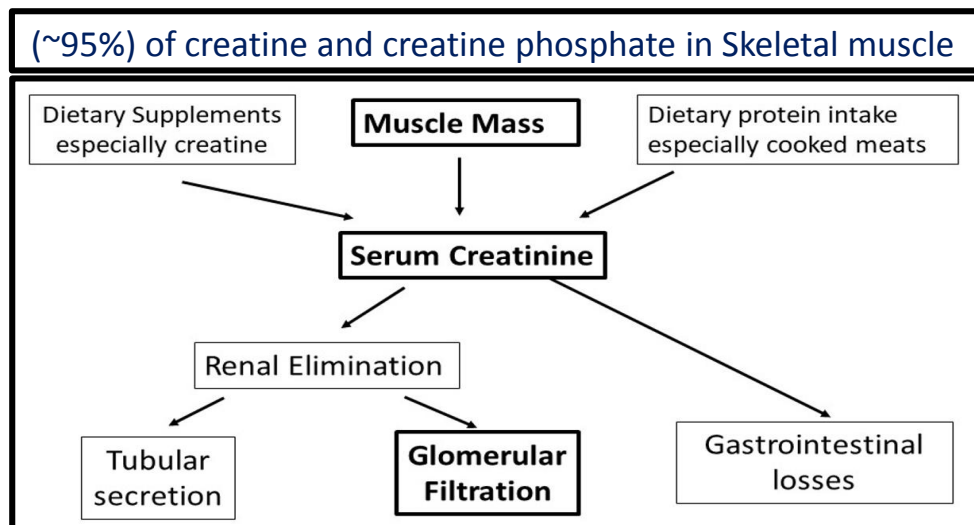 (~95%) of creatine and creatine phosphate in Skeletal muscle
Dietary Supplements
especially creatine
Muscle Mass
Dietary protein intake
especially cooked meats
Serum Creatinine
Renal Elimination
Tubular
secretion
Glomerular
Filtration
Gastrointestinal
losses